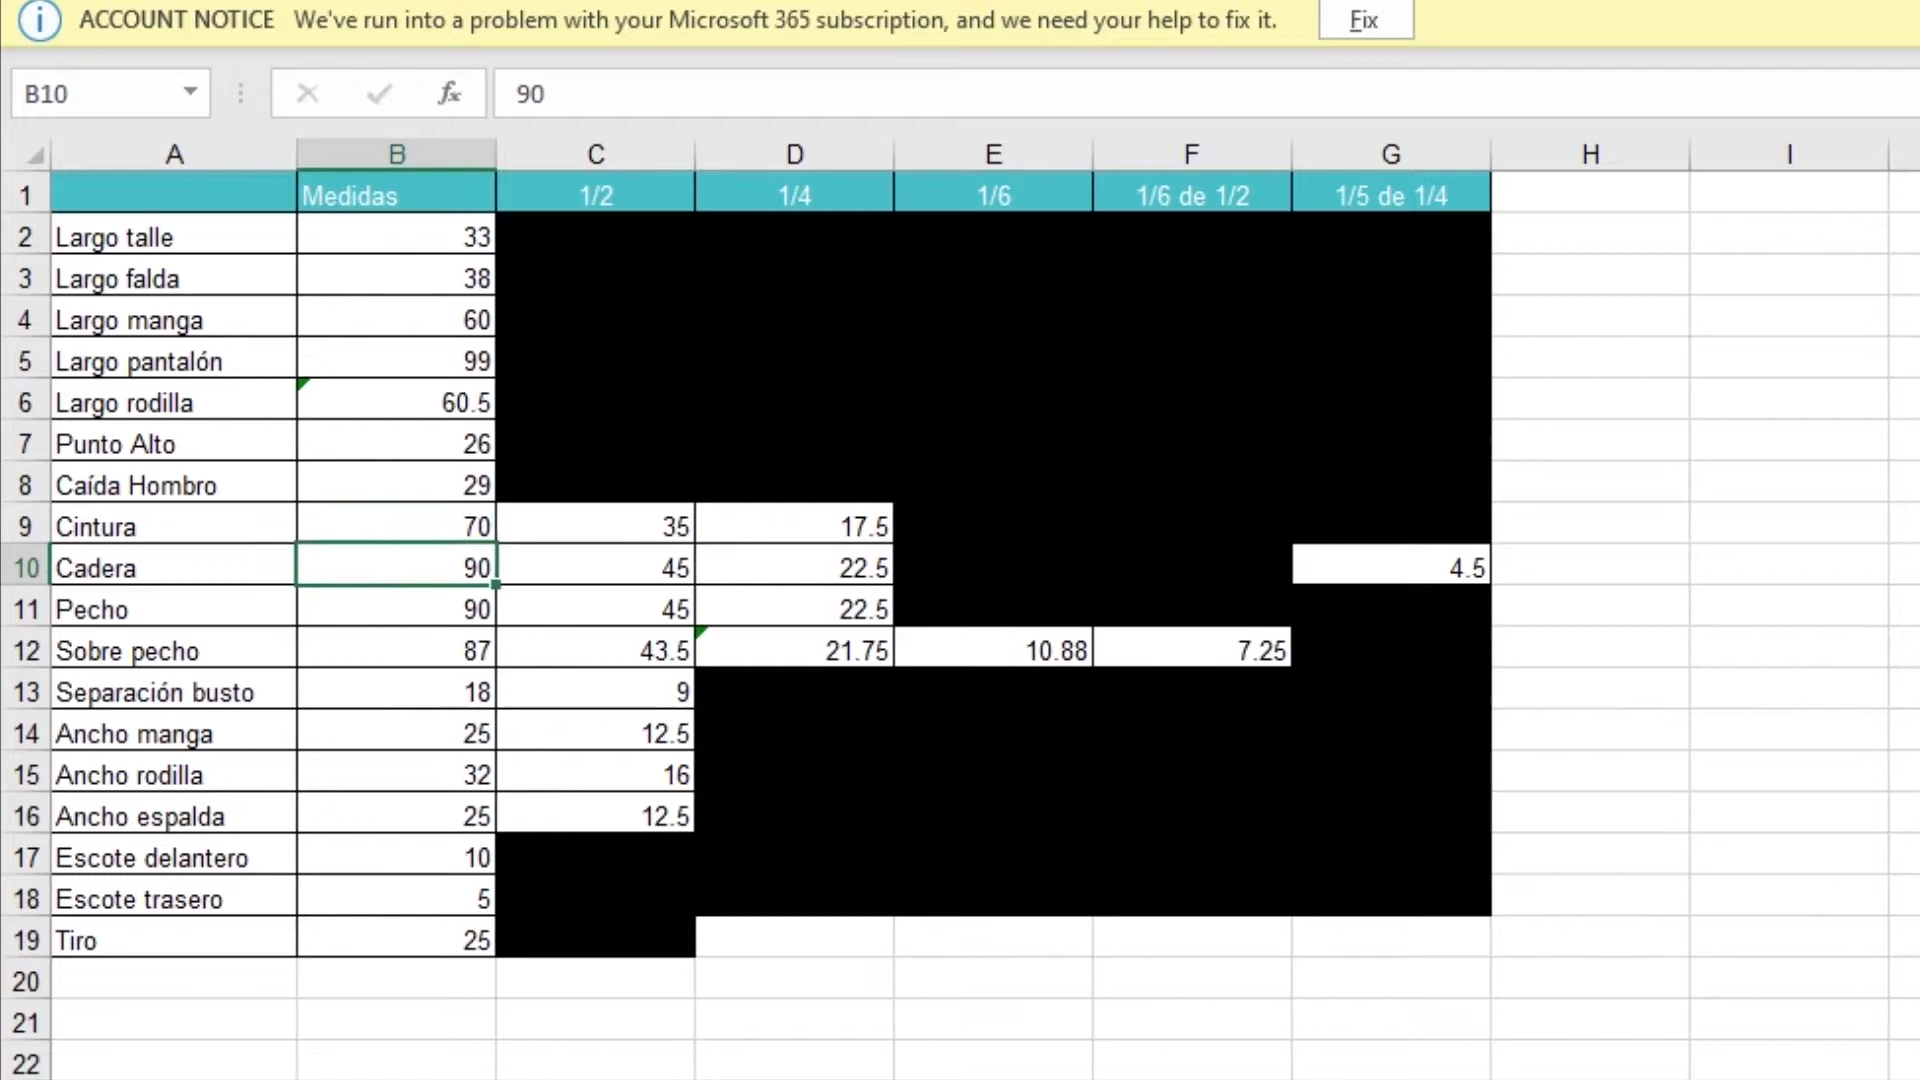 ACCOUNT NOTICE We've run into a problem with your Microsoft 365 subscription, and we need your help to fix it. Fix
B10 fx 90
A B C D E F G H I
1 Medidas 1/2 1/4 1/6 1/6 de 1/2 1/5 de 1/4
2 Largo talle 33
3 Largo falda 38
4 Largo manga 60
5 Largo pantalón 99
6 Largo rodilla 60.5
7 Punto Alto 26
8 Caída Hombro 29
9 Cintura 70 35 17.5
10 Cadera 90 45 22.5 4.5
11 Pecho 90 45 22.5
12 Sobre pecho 87 43.5 21.75 10.88 7.25
13 Separación busto 18 9
14 Ancho manga 25 12.5
15 Ancho rodilla 32 16
16 Ancho espalda 25 12.5
17 Escote delantero 10
18 Escote trasero 5
19 Tiro 25
20
21
22